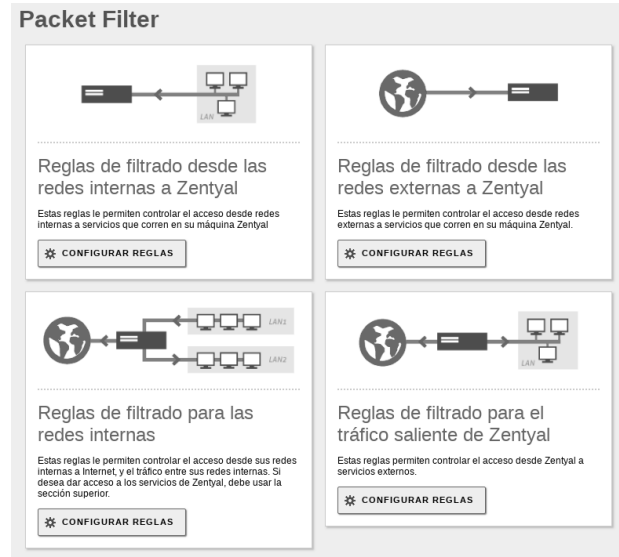 Packet Filter
LAN
Reglas de filtrado desde las
redes internas a Zentyal
Estas reglas le permiten controlar el acceso desde redes
internas a servicios que corren en su máquina Zentyal
CONFIGURAR REGLAS
Reglas de filtrado desde las
redes externas a Zentyal
Estas reglas le permiten controlar el acceso desde redes
externas a servicios que corren en su máquina Zentyal.
CONFIGURAR REGLAS
LAN1
LAN2
Reglas de filtrado para las
redes internas
Estas reglas le permiten controlar el acceso desde sus redes
internas a Internet, y el tráfico entre sus redes internas. Si
desea dar acceso a los servicios de Zentyal, debe usar la
sección superior.
CONFIGURAR REGLAS
LAN
Reglas de filtrado para el
tráfico saliente de Zentyal
Estas reglas permiten controlar el acceso desde Zentyal a
servicios externos.
CONFIGURAR REGLAS